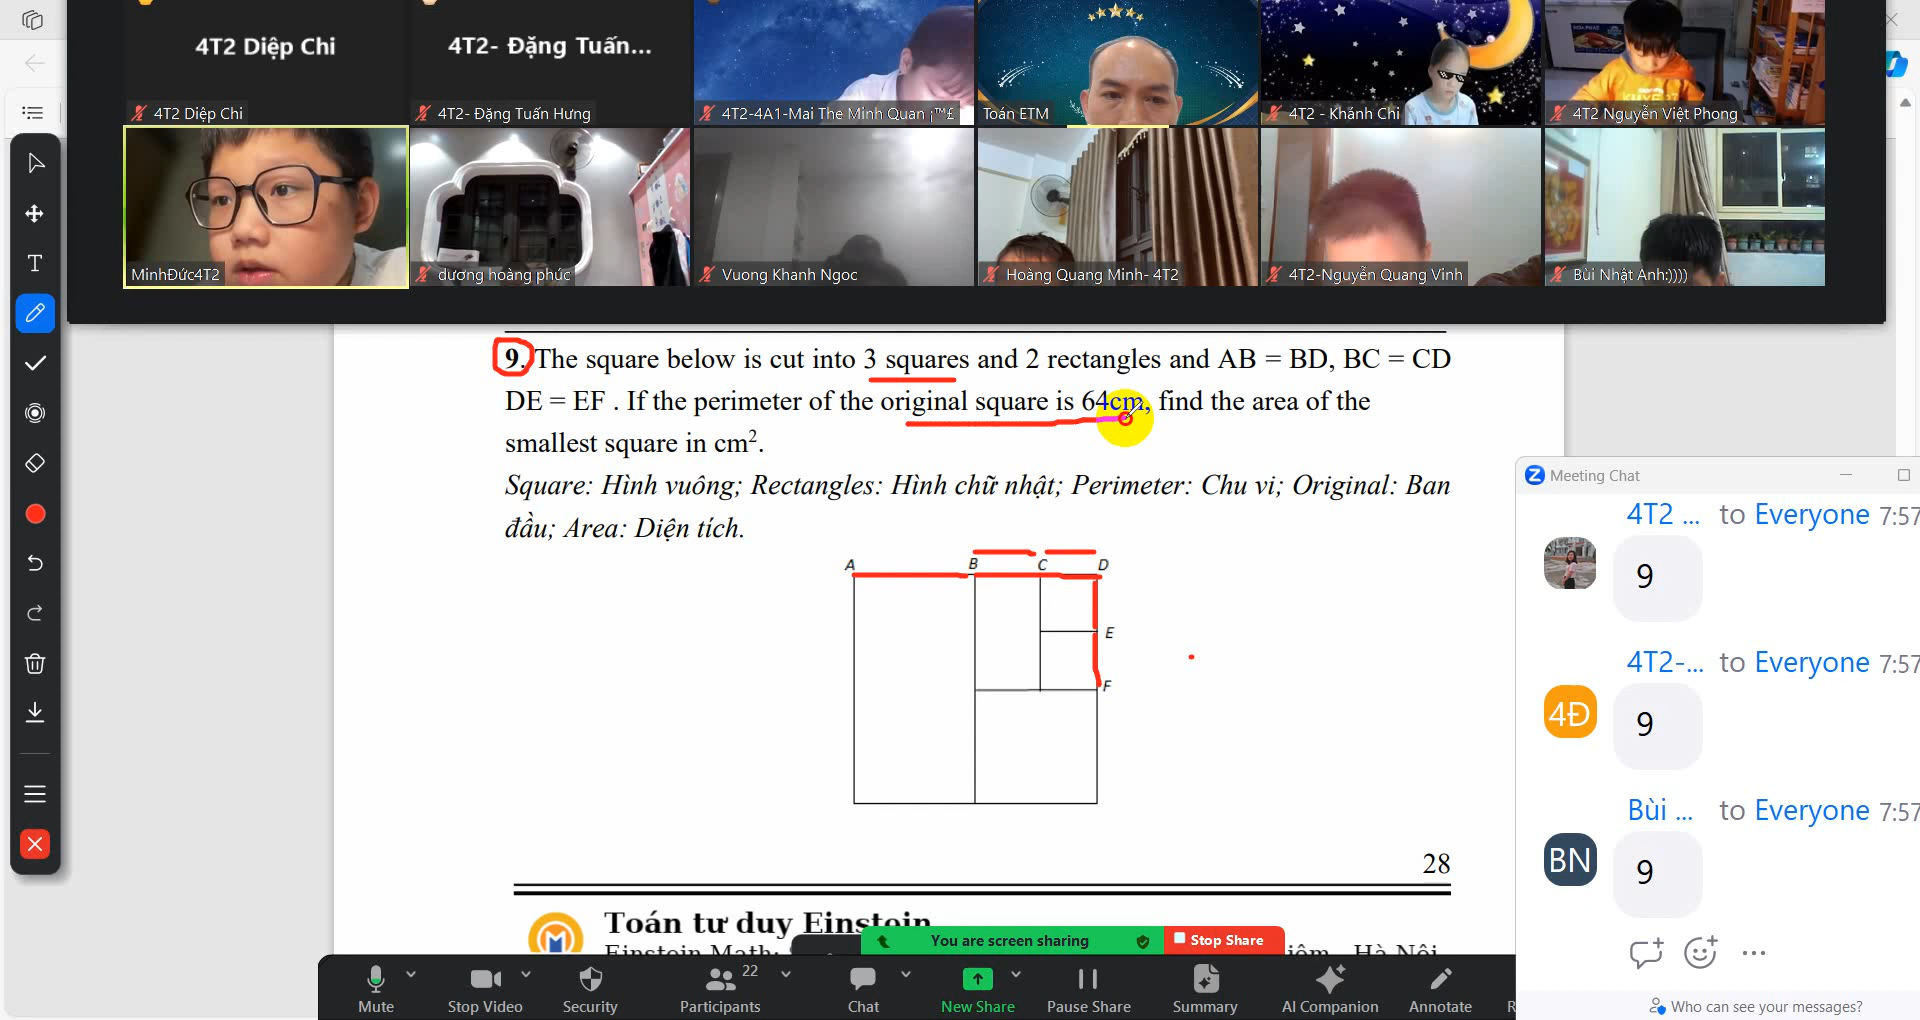 4T2 Diệp Chi
4T2- Đặng Tuấn...
4T2 Diệp Chi
4T2- Đặng Tuấn Hưng
4T2-4A1-Mai The Minh Quan ¡™£
Toán ETM
4T2 - Khánh Chi
4T2 Nguyễn Việt Phong
MinhĐức4T2
dương hoàng phúc
Vuong Khanh Ngoc
Hoàng Quang Minh- 4T2
4T2-Nguyễn Quang Vinh
Bùi Nhật Anh:))))
9. The square below is cut into 3 squares and 2 rectangles and AB = BD, BC = CD
DE = EF . If the perimeter of the original square is 64cm, find the area of the
smallest square in cm².
Square: Hình vuông; Rectangles: Hình chữ nhật; Perimeter: Chu vi; Original: Ban
đầu; Area: Diện tích.
A B C D
E
F
28
Toán tư duy Einstein
Einstein Math:
Hà Nội
You are screen sharing
Stop Share
Meeting Chat
4T2 ... to Everyone 7:57
9
4T2-... to Everyone 7:57
4Đ
9
Bùi ... to Everyone 7:57
BN
9
Who can see your messages?
T
Mute
Stop Video
Security
Participants
22
Chat
New Share
Pause Share
Summary
AI Companion
Annotate